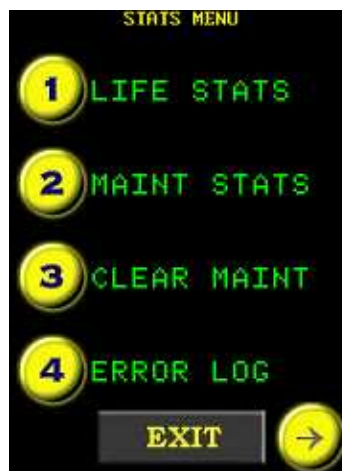 STATS MENU
1 LIFE STATS
2 MAINT STATS
3 CLEAR MAINT
4 ERROR LOG
EXIT →